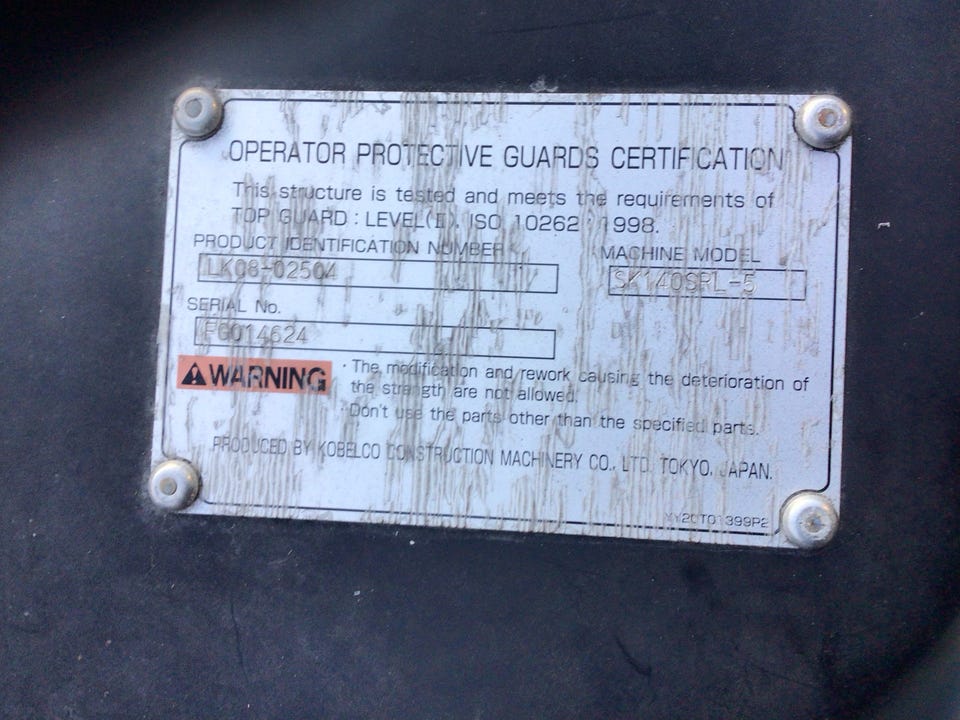 OPERATOR PROTECTIVE GUARDS CERTIFICATION
This structure is tested and meets the requirements of
TOP GUARD : LEVEL(Ⅱ). ISO 10262 : 1998.
PRODUCT IDENTIFICATION NUMBER
LK08-02504
MACHINE MODEL
SK140SRL-5
SERIAL No.
014624
⚠WARNING
· The modification and rework causing the deterioration of
the strength are not allowed.
· Don't use the parts other than the specified parts.
PRODUCED BY KOBELCO CONSTRUCTION MACHINERY CO., LTD. TOKYO, JAPAN.
YY20T01399P2